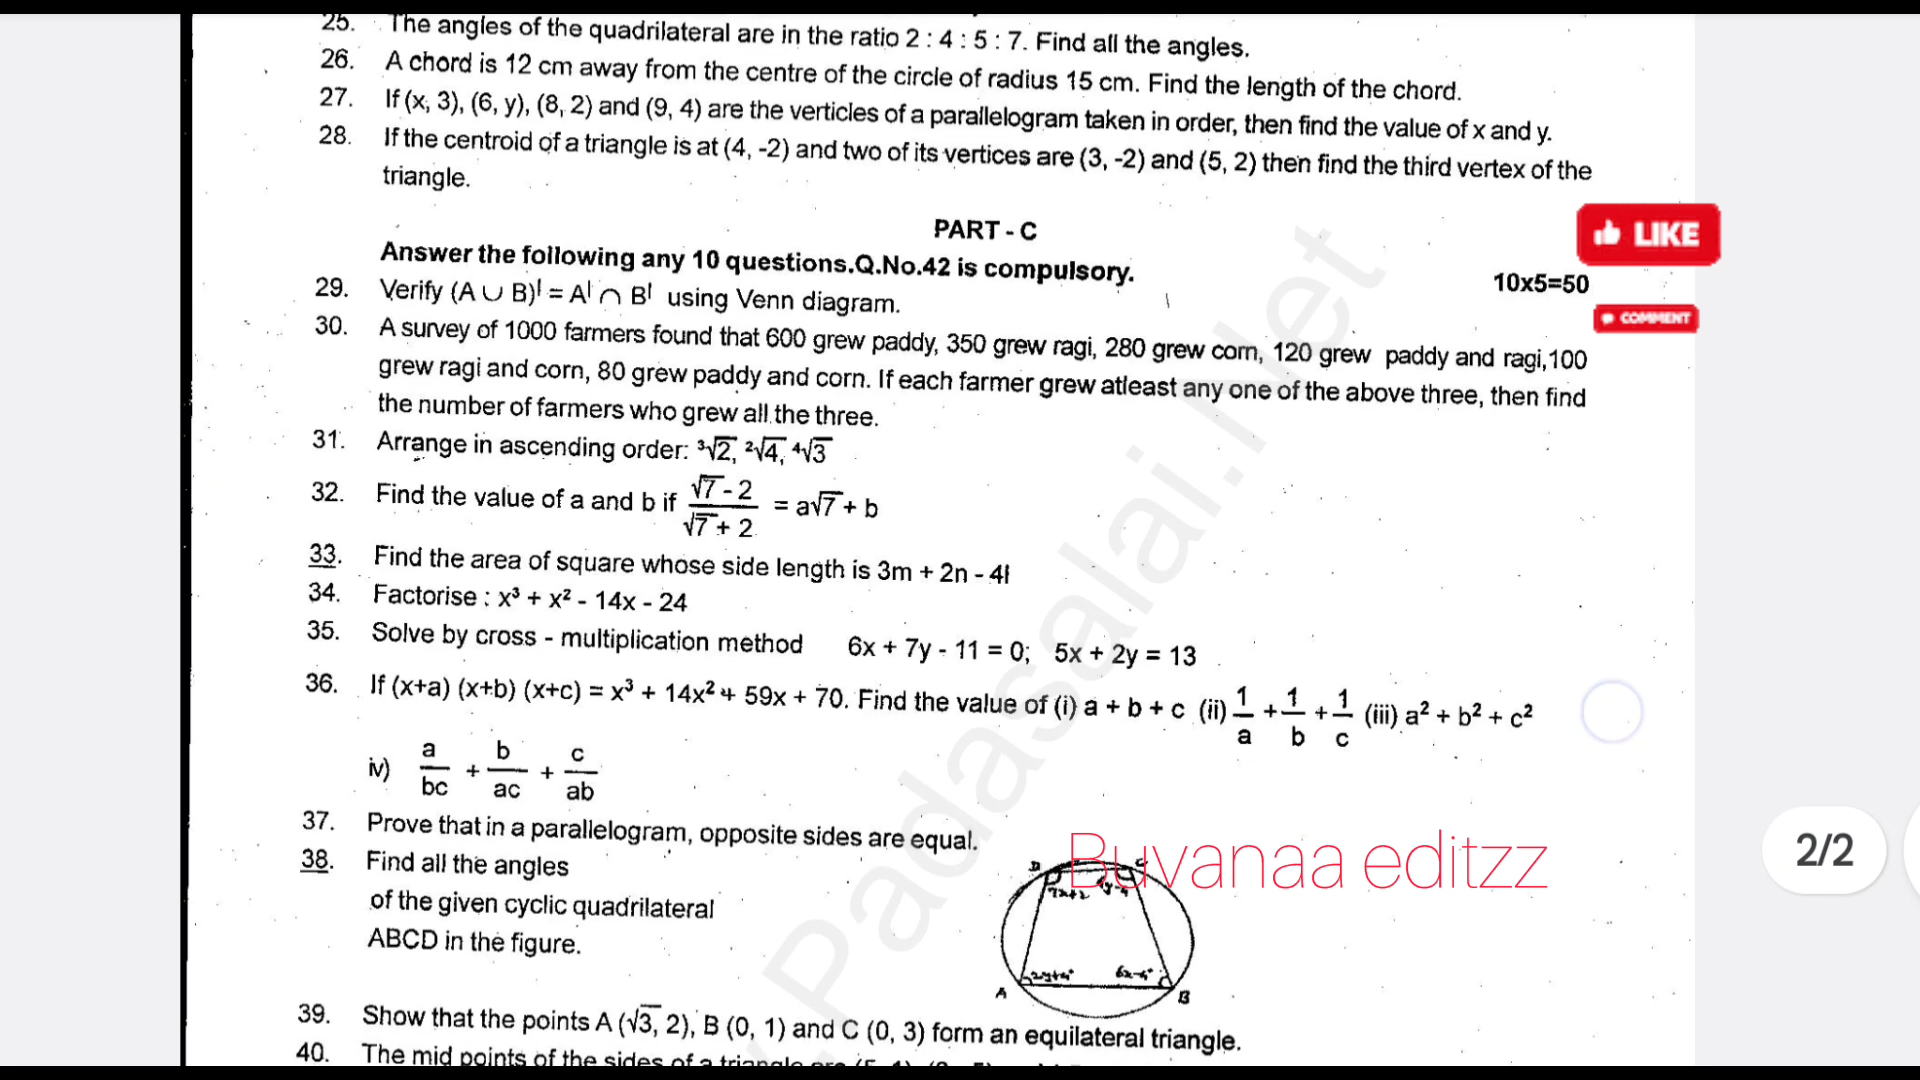 25. The angles of the quadrilateral are in the ratio 2 : 4 : 5 : 7. Find all the angles.
26. A chord is 12 cm away from the centre of the circle of radius 15 cm. Find the length of the chord.
27. If (x, 3), (6, y), (8, 2) and (9, 4) are the verticles of a parallelogram taken in order, then find the value of x and y.
28. If the centroid of a triangle is at (4, -2) and two of its vertices are (3, -2) and (5, 2) then find the third vertex of the
triangle.
PART - C
LIKE
Answer the following any 10 questions.Q.No.42 is compulsory.
10x5=50
29. Verify (A ∪ B)ꞌ = Aꞌ ∩ Bꞌ using Venn diagram.
COMMENT
30. A survey of 1000 farmers found that 600 grew paddy, 350 grew ragi, 280 grew corn, 120 grew paddy and ragi,100
grew ragi and corn, 80 grew paddy and corn. If each farmer grew atleast any one of the above three, then find
the number of farmers who grew all the three.
31. Arrange in ascending order: ³√2, ²√4, ⁴√3
32. Find the value of a and b if (√7 - 2)/(√7 + 2) = a√7 + b
33. Find the area of square whose side length is 3m + 2n - 4l
34. Factorise : x³ + x² - 14x - 24
35. Solve by cross - multiplication method 6x + 7y - 11 = 0; 5x + 2y = 13
36. If (x+a) (x+b) (x+c) = x³ + 14x² + 59x + 70. Find the value of (i) a + b + c (ii) 1/a + 1/b + 1/c (iii) a² + b² + c²
iv) a/bc + b/ac + c/ab
37. Prove that in a parallelogram, opposite sides are equal.
2/2
Buvanaa editzz
38. Find all the angles
of the given cyclic quadrilateral
ABCD in the figure.
D C
7x+2
2y+4° 6x-4°
A B
39. Show that the points A (√3, 2), B (0, 1) and C (0, 3) form an equilateral triangle.
40. The mid points of the sides of a triangle are
Padasalai.Net